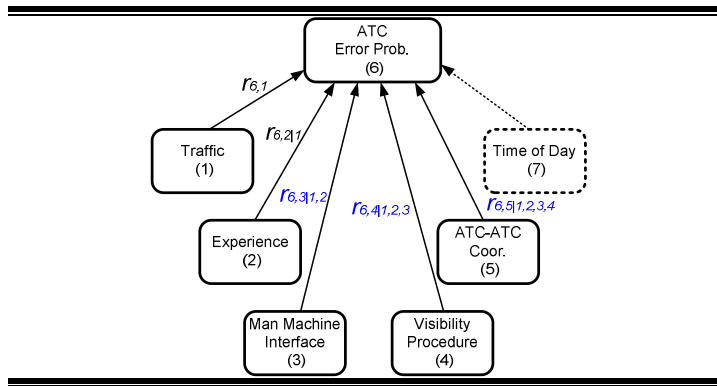 ATC
Error Prob.
(6)
r6,1
r6,2|1
Traffic
(1)
Time of Day
(7)
r6,3|1,2
r6,4|1,2,3
r6,5|1,2,3,4
Experience
(2)
ATC-ATC
Coor.
(5)
Man Machine
Interface
(3)
Visibility
Procedure
(4)